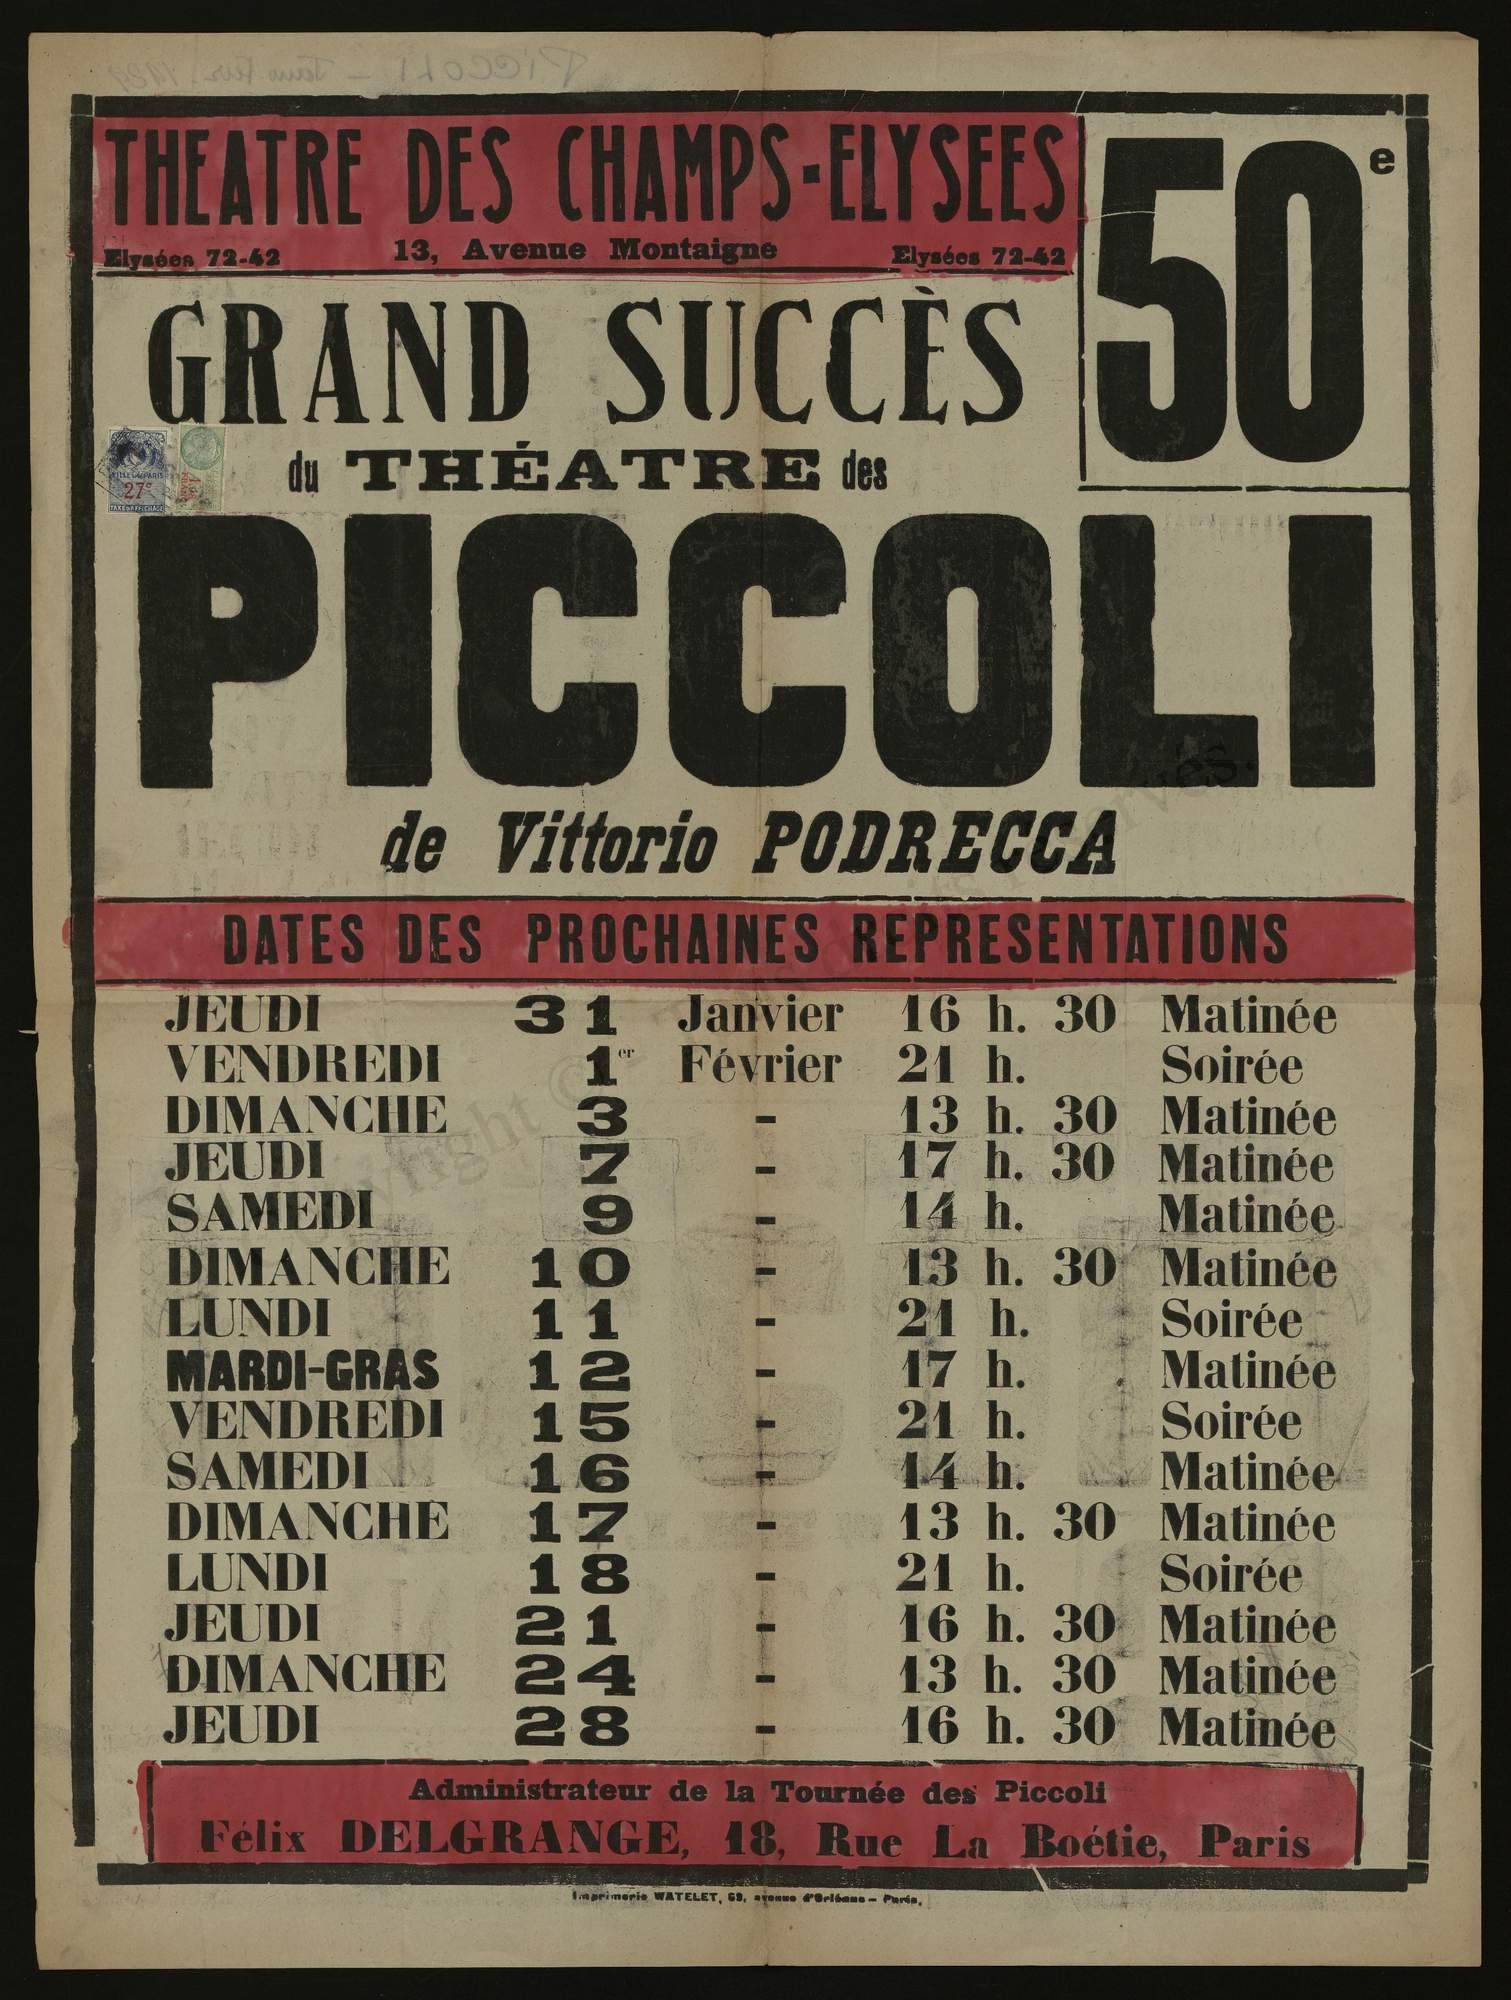 THEATRE DES CHAMPS-ELYSEES
Elysées 72-42 13, Avenue Montaigne Elysées 72-42
50e
GRAND SUCCÈS
du THÉATRE des
VILLE DE PARIS
27c
TAXE D'AFFICHAGE
PICCOLI
de Vittorio PODRECCA
DATES DES PROCHAINES REPRESENTATIONS
JEUDI 31 Janvier 16 h. 30 Matinée
VENDREDI 1er Février 21 h. Soirée
DIMANCHE 3 - 13 h. 30 Matinée
JEUDI 7 - 17 h. 30 Matinée
SAMEDI 9 - 14 h. Matinée
DIMANCHE 10 - 13 h. 30 Matinée
LUNDI 11 - 21 h. Soirée
MARDI-GRAS 12 - 17 h. Matinée
VENDREDI 15 - 21 h. Soirée
SAMEDI 16 - 14 h. Matinée
DIMANCHE 17 - 13 h. 30 Matinée
LUNDI 18 - 21 h. Soirée
JEUDI 21 - 16 h. 30 Matinée
DIMANCHE 24 - 13 h. 30 Matinée
JEUDI 28 - 16 h. 30 Matinée
Administrateur de la Tournée des Piccoli
Félix DELGRANGE, 18, Rue La Boétie, Paris
Imprimerie WATELET, 69, avenue d'Orléans - Paris.